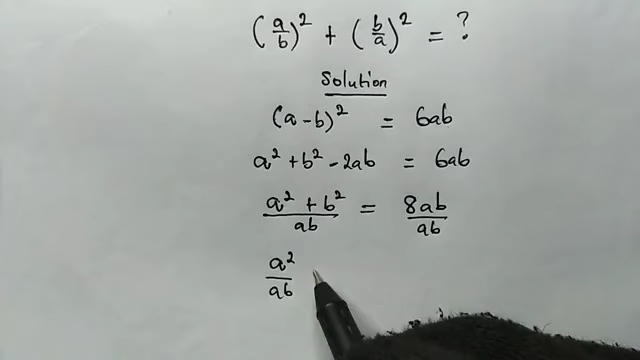 (a/b)² + (b/a)² = ?
Solution
(a-b)² = 6ab
a² + b² - 2ab = 6ab
a² + b² / ab = 8ab / ab
a² / ab